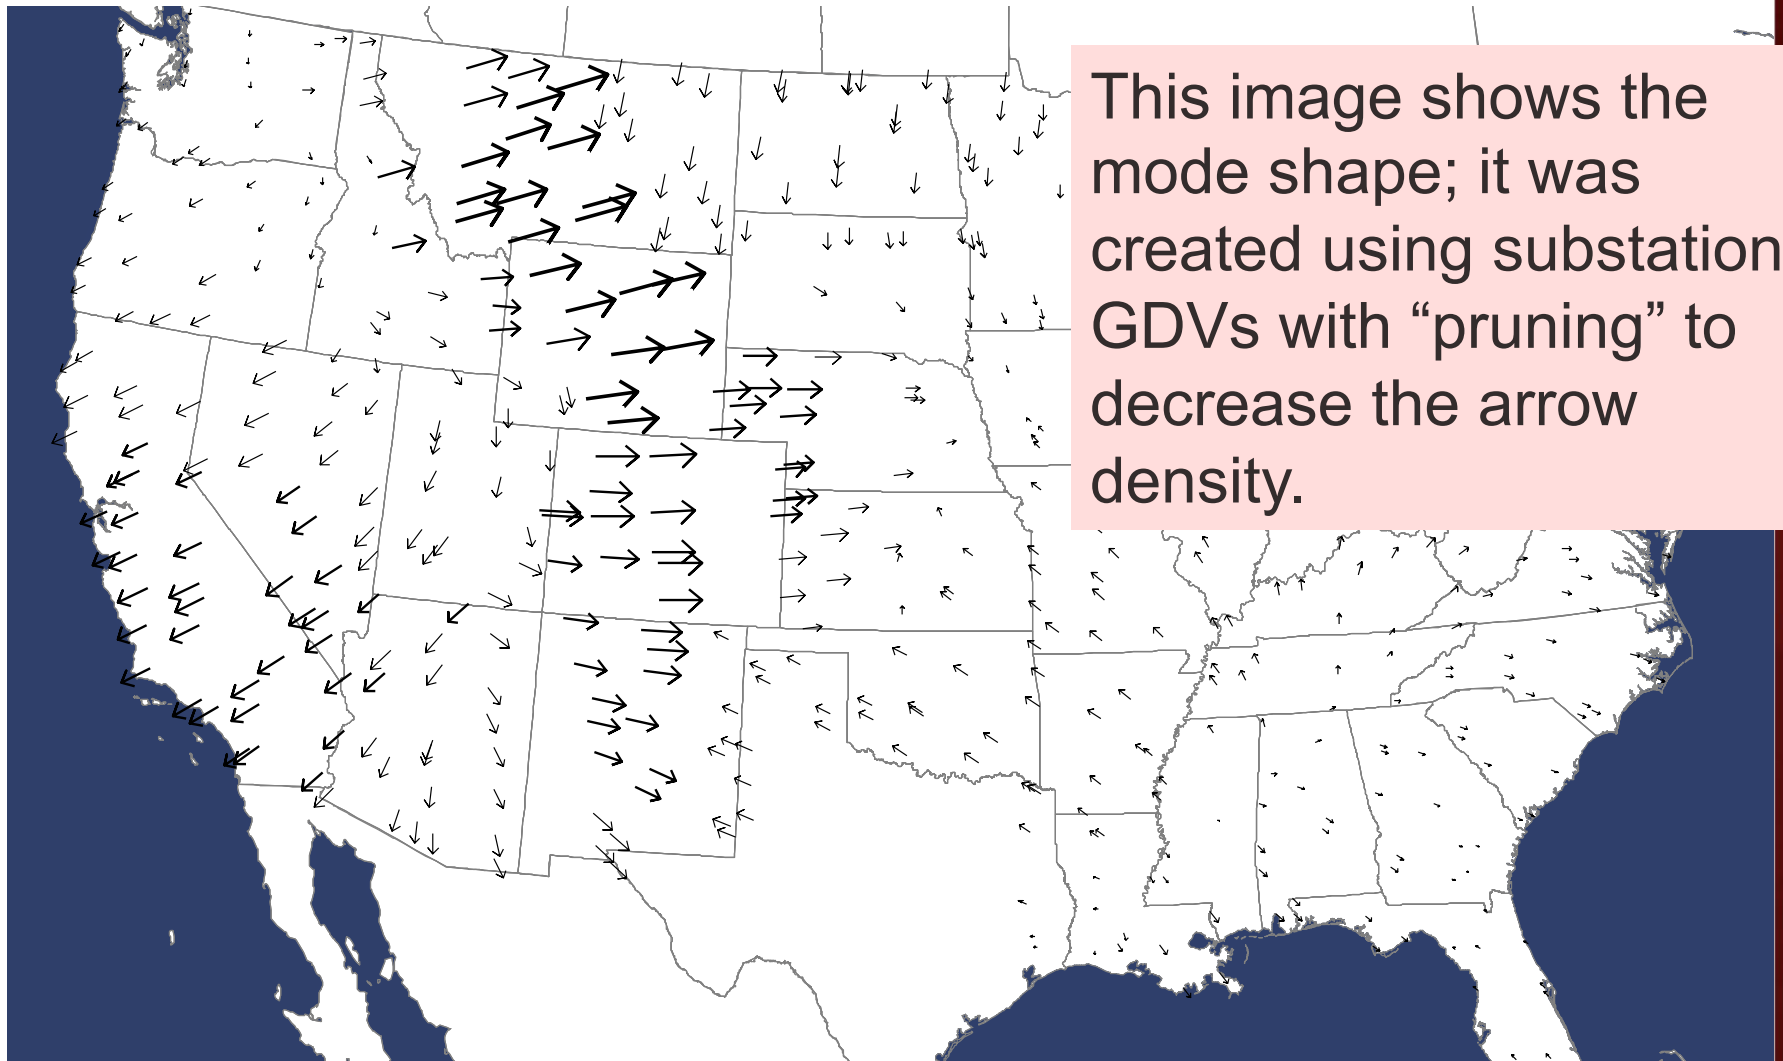 This image shows the
mode shape; it was
created using substation
GDVs with “pruning” to
decrease the arrow
density.